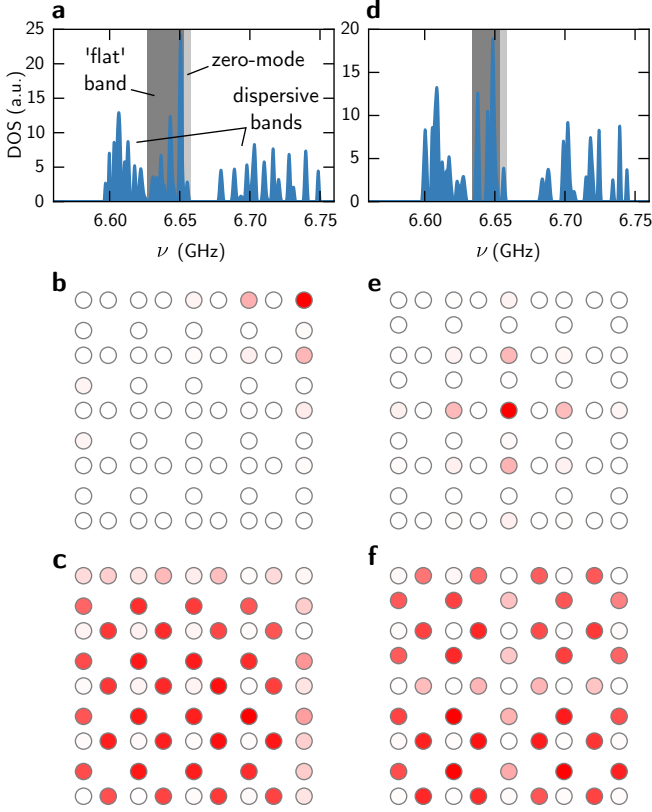 a
d
25
20
15
10
5
0
DOS (a.u.)
'flat'
band
zero-mode
dispersive
bands
6.60
6.65
6.70
6.75
ν (GHz)
20
15
10
5
0
6.60
6.65
6.70
6.75
ν (GHz)
b
e
c
f